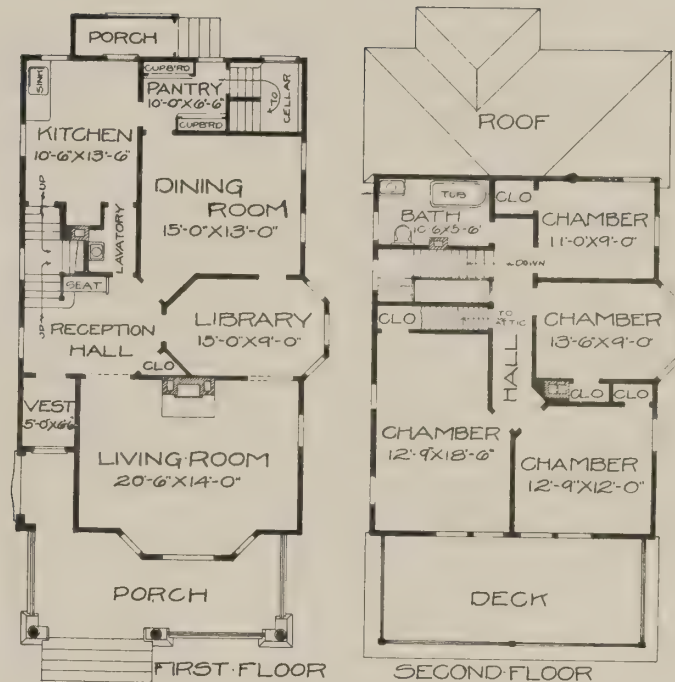 PORCH
SINK
CUPB'RD
PANTRY
10'-0"X6'-6"
CUPB'RD
TO
CELLAR
KITCHEN
10'-6"X13'-6"
UP
LAVATORY
DINING
ROOM
15'-0"X13'-0"
SEAT
UP
RECEPTION
HALL
LIBRARY
15'-0"X9'-0"
CLO
VEST
5'-0"X6'6"
LIVING·ROOM
20'-6"X14'-0"
PORCH
FIRST·FLOOR
ROOF
TUB
BATH
10'6"X5'-6"
CLO
CHAMBER
11'-0"X9'-0"
DOWN
CLO
TO
ATTIC
CHAMBER
13'-6"X9'-0"
HALL
CLO
CLO
CHAMBER
12'-9"X18'-6"
CHAMBER
12'-9"X12'-0"
DECK
SECOND·FLOOR